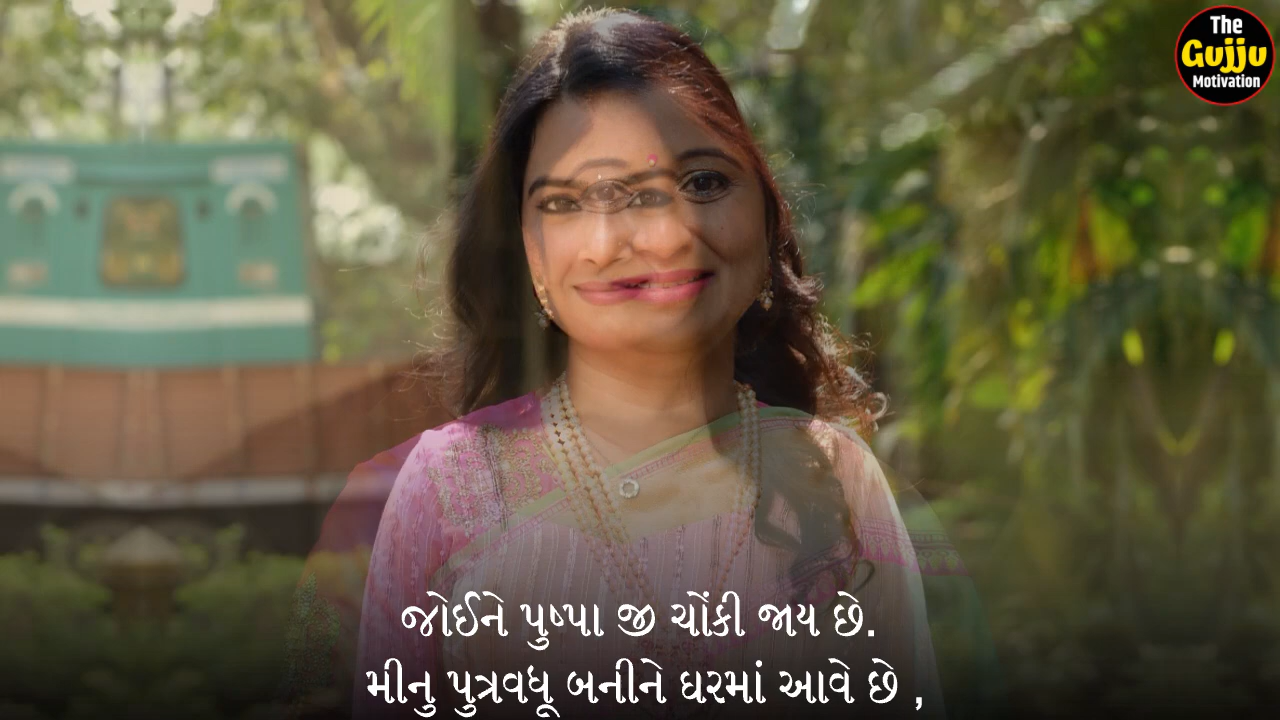 The
Gujju
Motivation
જોઈને પુષ્પા જી ચોંકી જાય છે.
મીનુ પુત્રવધૂ બનીને ઘરમાં આવે છે ,